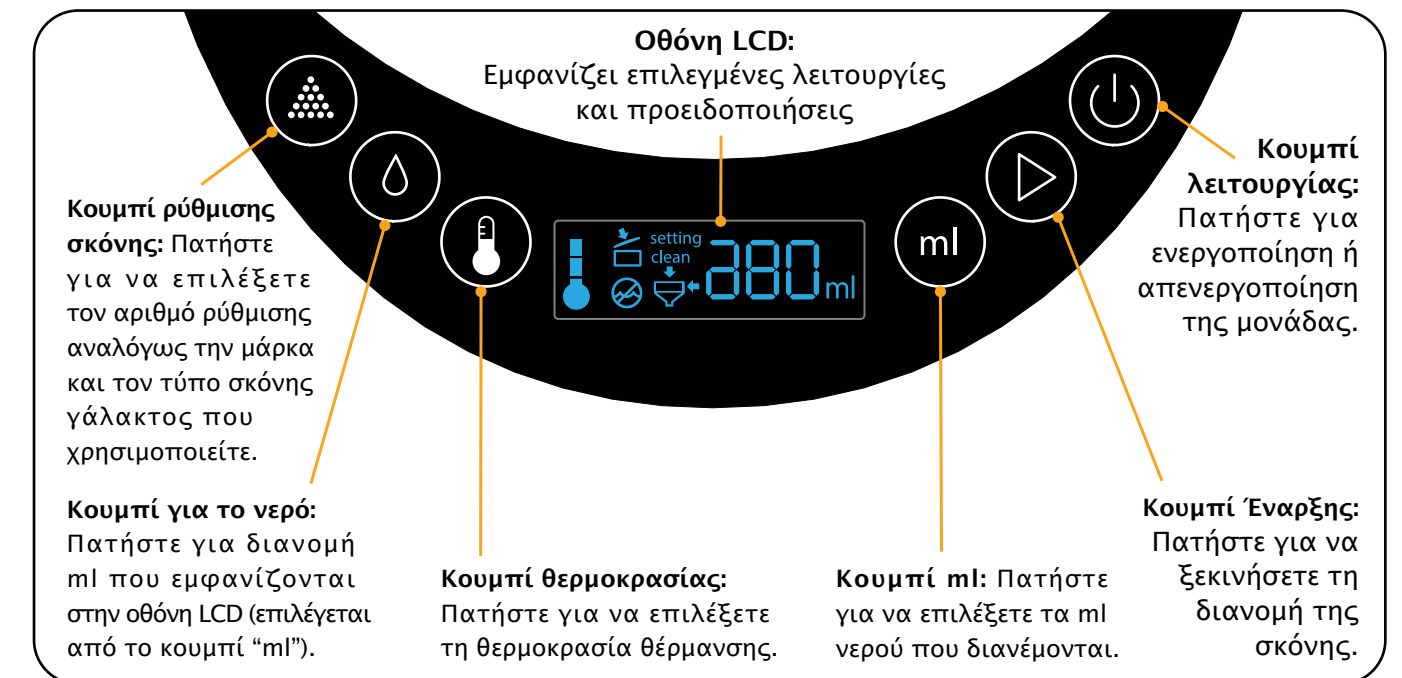 Οθόνη LCD:
Εμφανίζει επιλεγμένες λειτουργίες
και προειδοποιήσεις
Κουμπί ρύθμισης
σκόνης: Πατήστε
για να επιλέξετε
τον αριθμό ρύθμισης
αναλόγως την μάρκα
και τον τύπο σκόνης
γάλακτος που
χρησιμοποιείτε.
Κουμπί για το νερό:
Πατήστε για διανομή
ml που εμφανίζονται
στην οθόνη LCD (επιλέγεται
από το κουμπί “ml”).
setting
clean
280 ml
ml
Κουμπί θερμοκρασίας:
Πατήστε για να επιλέξετε
τη θερμοκρασία θέρμανσης.
Κουμπί ml: Πατήστε
για να επιλέξετε τα ml
νερού που διανέμονται.
Κουμπί
λειτουργίας:
Πατήστε για
ενεργοποίηση ή
απενεργοποίηση
της μονάδας.
Κουμπί Έναρξης:
Πατήστε για να
ξεκινήσετε τη
διανομή της
σκόνης.